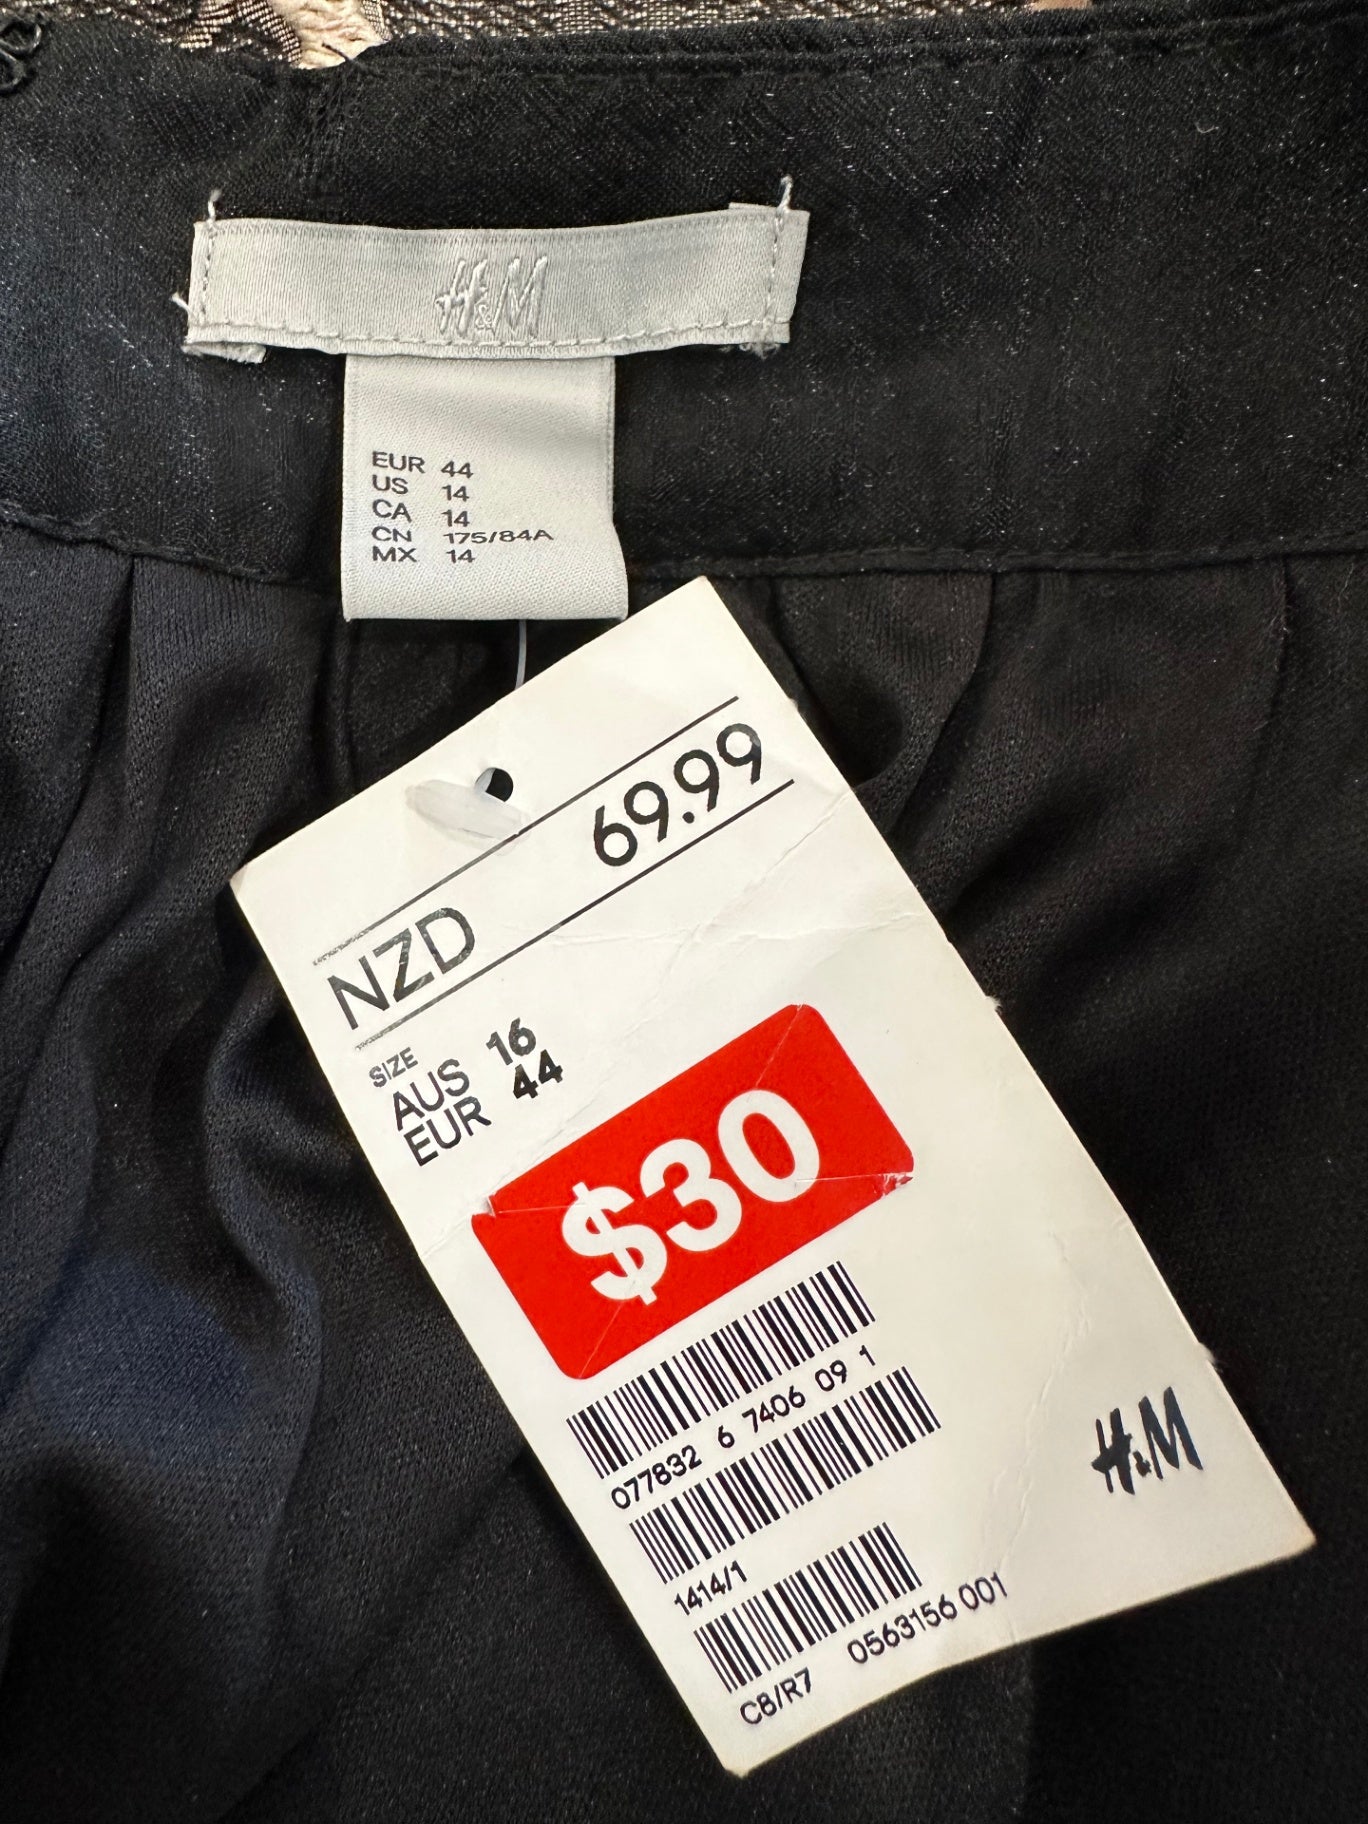 H&M
EUR 44
US 14
CA 14
CN 175/84A
MX 14
NZD 69.99
SIZE
AUS 16
EUR 44
$30
077832 6 7406 09 1
1414/1
C8/R7 0563156 001
H&M